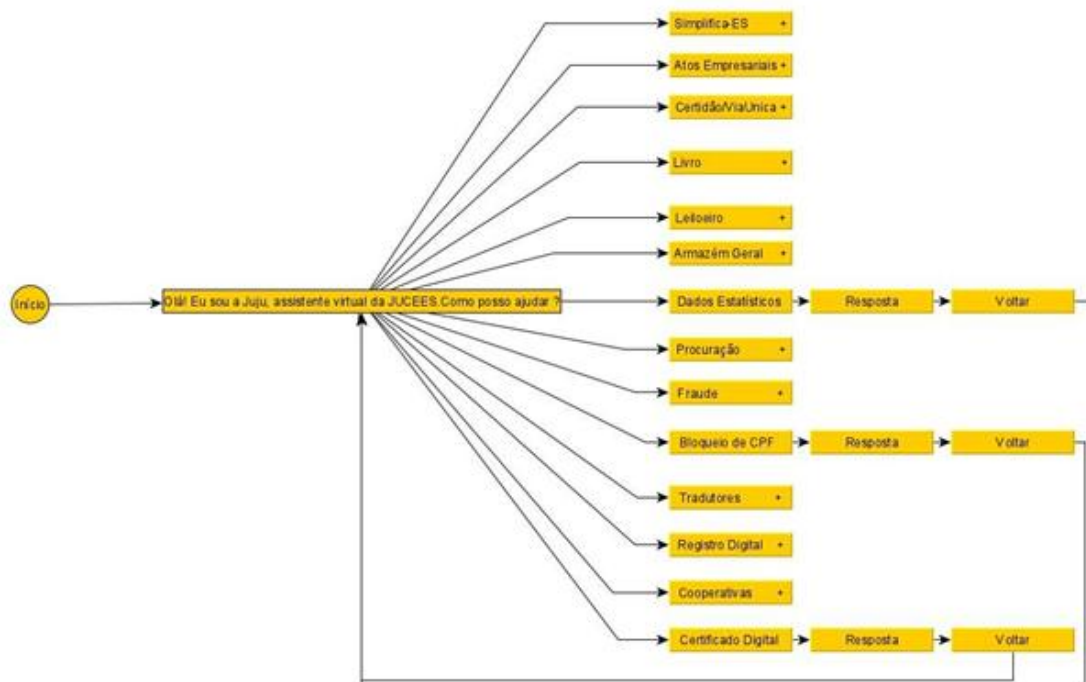 Simplifica-ES +
Atos Empresariais +
Certidão/ViaUnica +
Livro +
Leiloeiro +
Armazém Geral +
Início
Olá! Eu sou a Juju, assistente virtual da JUCEES.Como posso ajudar ?
Dados Estatísticos
Resposta
Voltar
Procuração +
Fraude +
Bloqueio de CPF
Resposta
Voltar
Tradutores +
Registro Digital +
Cooperativas +
Certificado Digital
Resposta
Voltar